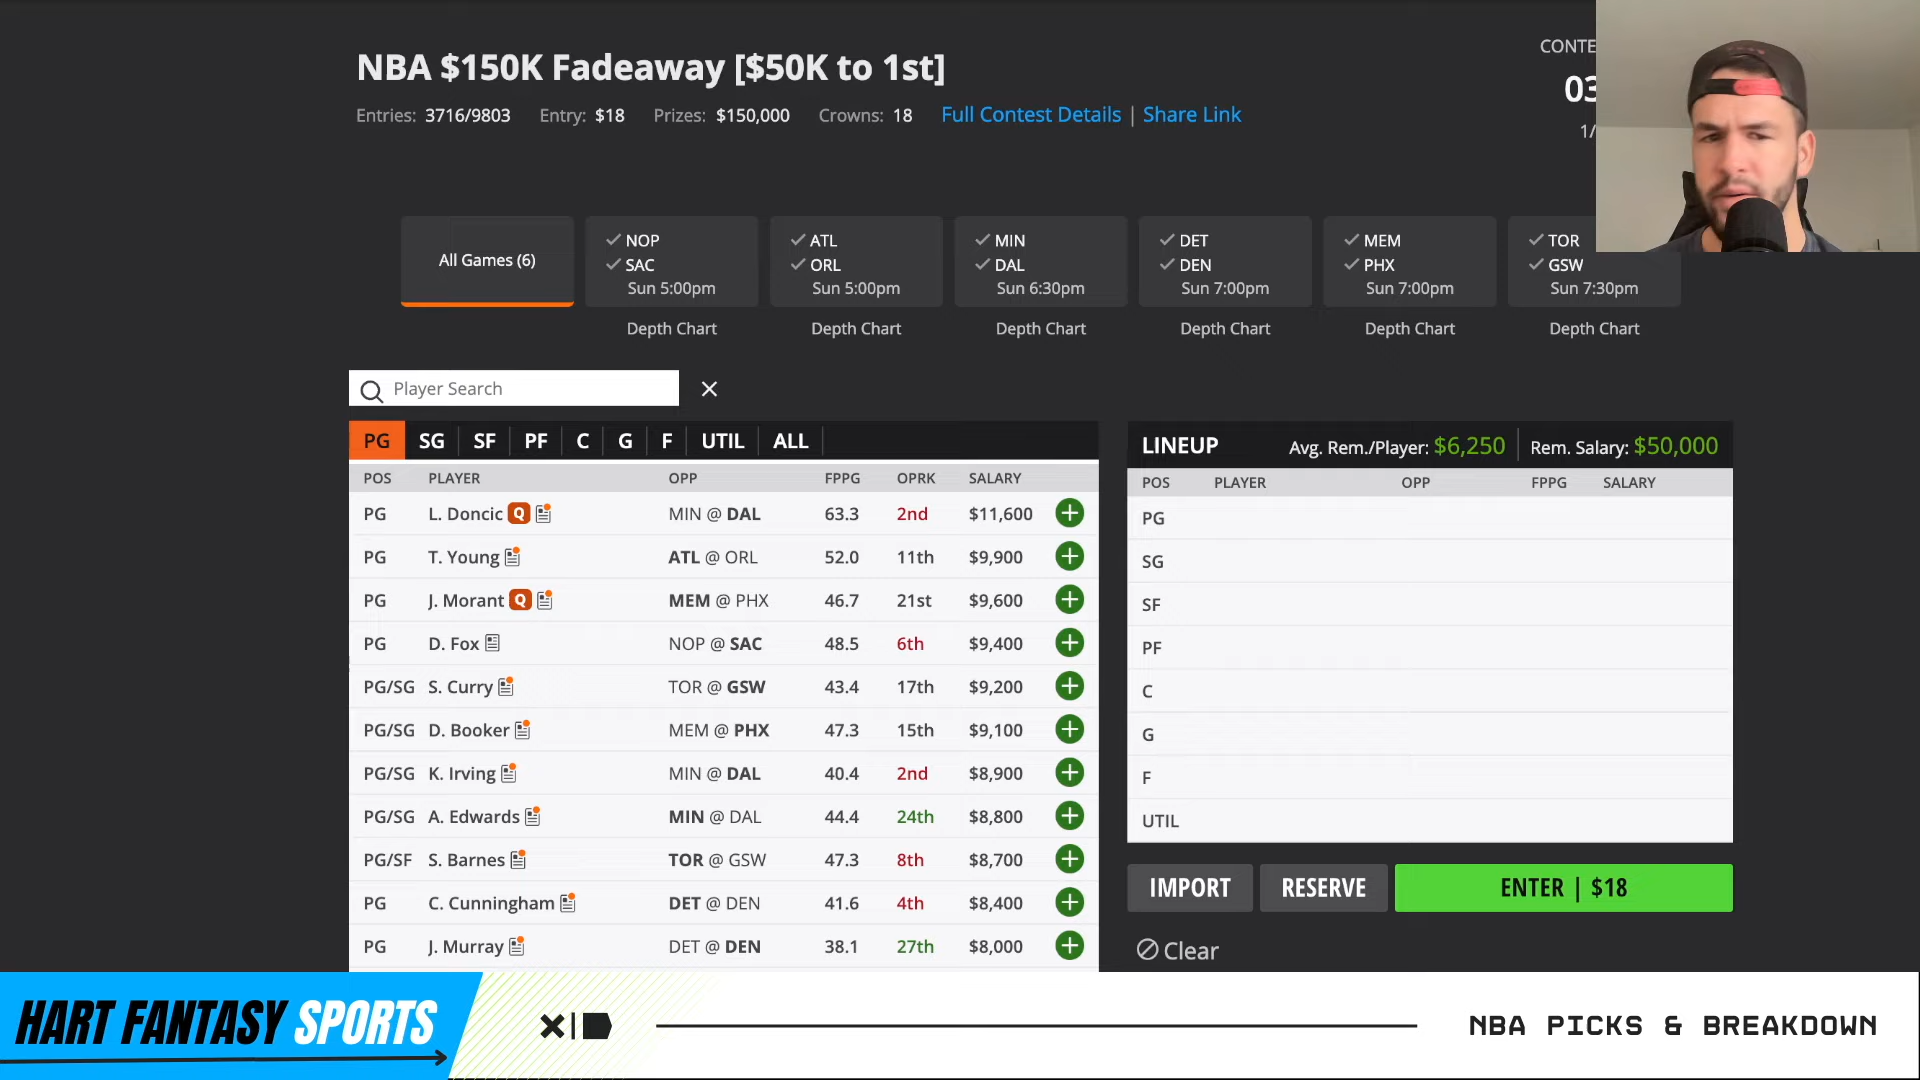 NBA $150K Fadeaway [$50K to 1st]
CONTE
Entries: 3716/9803 Entry: $18 Prizes: $150,000 Crowns: 18 Full Contest Details | Share Link
03
1/
All Games (6)
NOP
SAC
Sun 5:00pm
ATL
ORL
Sun 5:00pm
MIN
DAL
Sun 6:30pm
DET
DEN
Sun 7:00pm
MEM
PHX
Sun 7:00pm
TOR
GSW
Sun 7:30pm
Depth Chart Depth Chart Depth Chart Depth Chart Depth Chart Depth Chart
Player Search
PG SG SF PF C G F UTIL ALL
POS PLAYER OPP FPPG OPRK SALARY
PG L. Doncic Q MIN @ DAL 63.3 2nd $11,600
PG T. Young ATL @ ORL 52.0 11th $9,900
PG J. Morant Q MEM @ PHX 46.7 21st $9,600
PG D. Fox NOP @ SAC 48.5 6th $9,400
PG/SG S. Curry TOR @ GSW 43.4 17th $9,200
PG/SG D. Booker MEM @ PHX 47.3 15th $9,100
PG/SG K. Irving MIN @ DAL 40.4 2nd $8,900
PG/SG A. Edwards MIN @ DAL 44.4 24th $8,800
PG/SF S. Barnes TOR @ GSW 47.3 8th $8,700
PG C. Cunningham DET @ DEN 41.6 4th $8,400
PG J. Murray DET @ DEN 38.1 27th $8,000
LINEUP Avg. Rem./Player: $6,250 Rem. Salary: $50,000
POS PLAYER OPP FPPG SALARY
PG
SG
SF
PF
C
G
F
UTIL
IMPORT RESERVE ENTER | $18
Clear
HART FANTASY SPORTS
NBA PICKS & BREAKDOWN